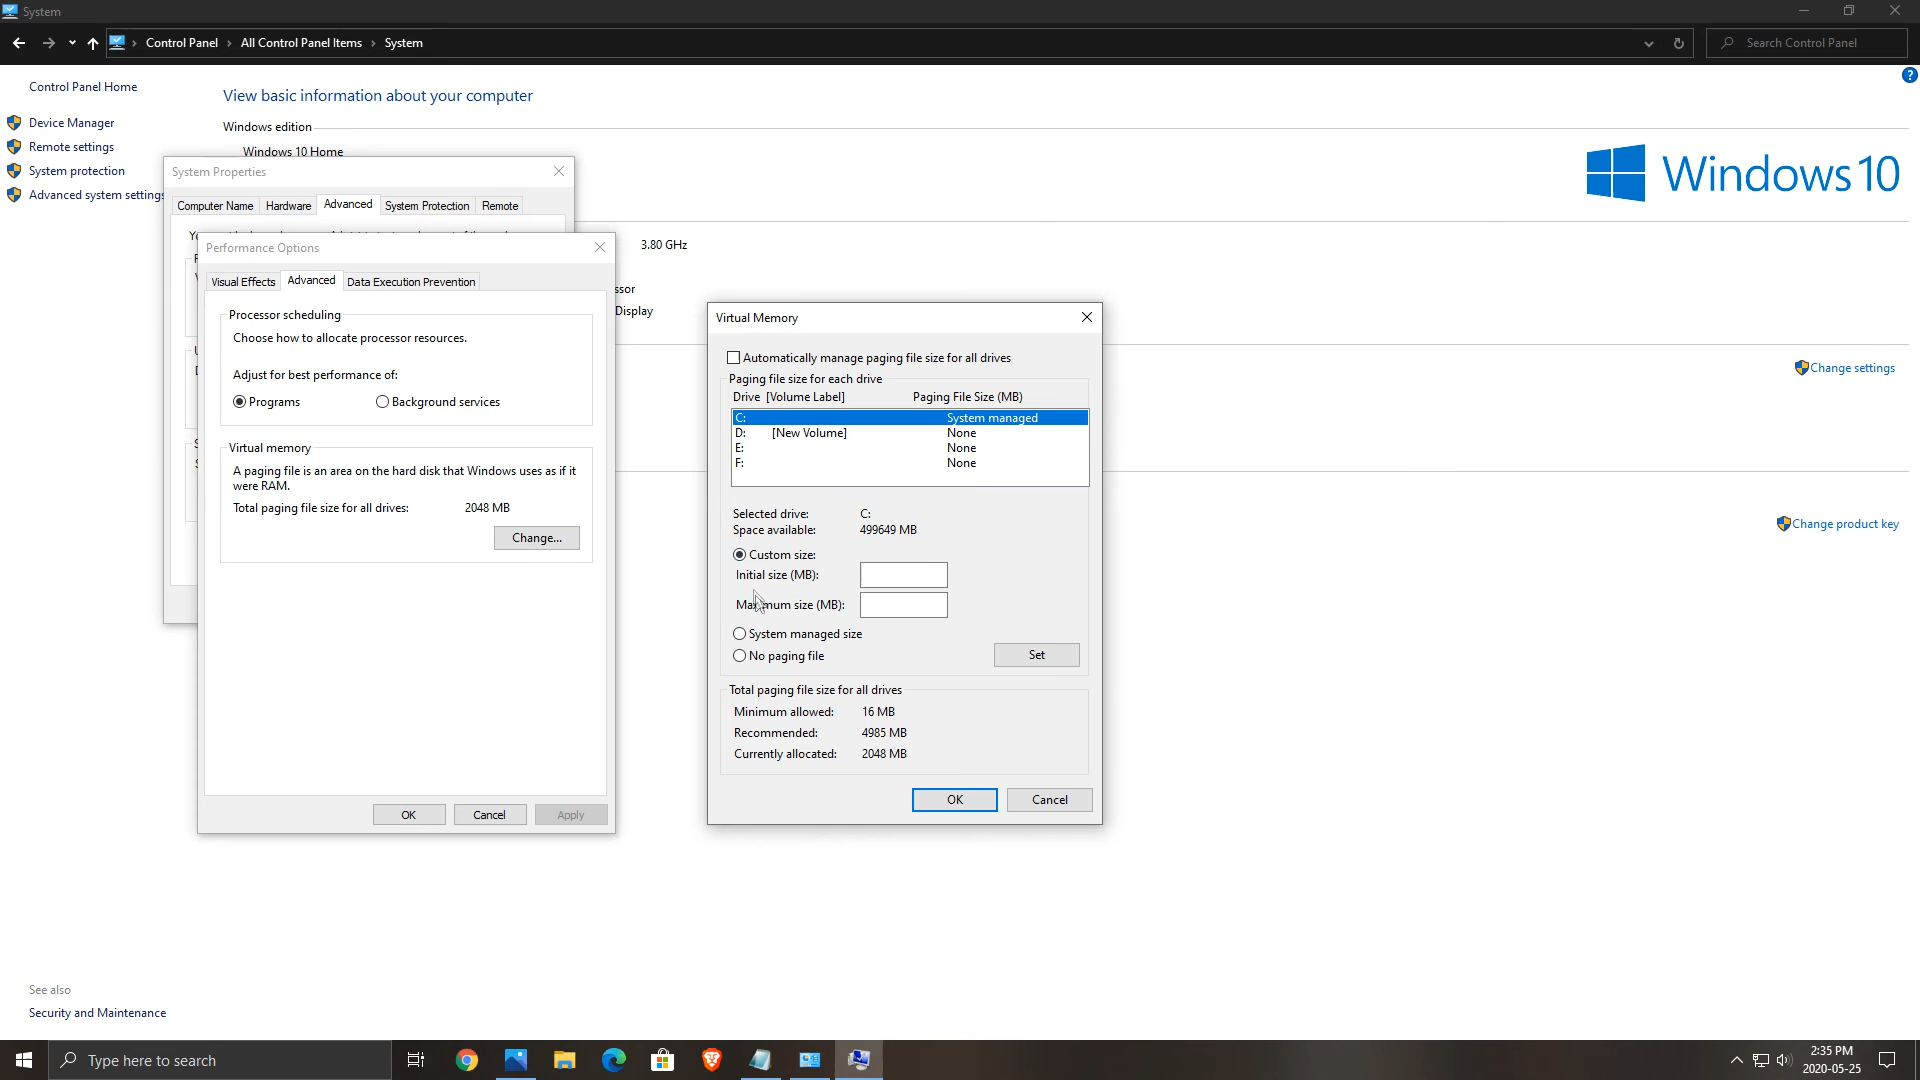 System
Control Panel › All Control Panel Items › System
Search Control Panel
Control Panel Home
Device Manager
Remote settings
System protection
Advanced system settings
View basic information about your computer
Windows edition
Windows 10 Home
Windows 10
?
3.80 GHz
ssor
Display
Change settings
Change product key
System Properties
Computer Name
Hardware
Advanced
System Protection
Remote
Performance Options
Visual Effects
Advanced
Data Execution Prevention
Processor scheduling
Choose how to allocate processor resources.
Adjust for best performance of:
Programs
Background services
Virtual memory
A paging file is an area on the hard disk that Windows uses as if it
were RAM.
Total paging file size for all drives: 2048 MB
Change...
OK
Cancel
Apply
Virtual Memory
Automatically manage paging file size for all drives
Paging file size for each drive
Drive [Volume Label] Paging File Size (MB)
C: System managed
D: [New Volume] None
E: None
F: None
Selected drive: C:
Space available: 499649 MB
Custom size:
Initial size (MB):
Maximum size (MB):
System managed size
No paging file
Set
Total paging file size for all drives
Minimum allowed: 16 MB
Recommended: 4985 MB
Currently allocated: 2048 MB
OK
Cancel
See also
Security and Maintenance
Type here to search
2:35 PM
2020-05-25